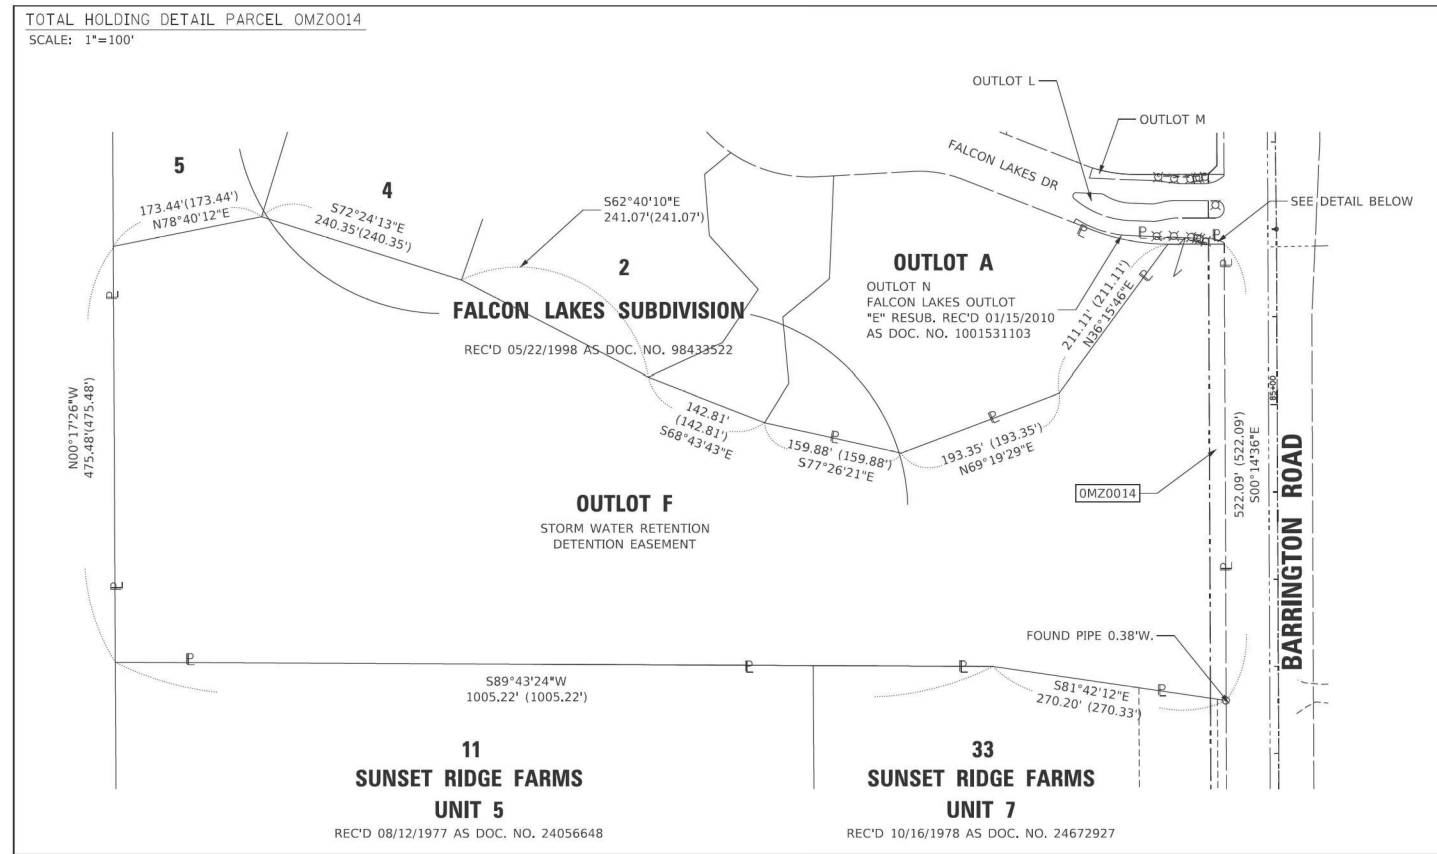 TOTAL HOLDING DETAIL PARCEL 0MZ0014
SCALE: 1"=100'
OUTLOT L
OUTLOT M
FALCON LAKES DR
SEE DETAIL BELOW
5
173.44'(173.44')
N78°40'12"E
4
S72°24'13"E
240.35'(240.35')
S62°40'10"E
241.07'(241.07')
2
FALCON LAKES SUBDIVISION
REC'D 05/22/1998 AS DOC. NO. 98433522
OUTLOT A
OUTLOT N
FALCON LAKES OUTLOT
"E" RESUB. REC'D 01/15/2010
AS DOC. NO. 1001531103
211.11' (211.11')
N36°15'46"E
N00°17'26"W
475.48'(475.48')
142.81'
(142.81')
S68°43'43"E
159.88' (159.88')
S77°26'21"E
193.35' (193.35')
N69°19'29"E
185+00
522.09' (522.09')
S00°14'36"E
BARRINGTON ROAD
0MZ0014
OUTLOT F
STORM WATER RETENTION
DETENTION EASEMENT
FOUND PIPE 0.38'W.
S89°43'24"W
1005.22' (1005.22')
S81°42'12"E
270.20' (270.33')
11
SUNSET RIDGE FARMS
UNIT 5
REC'D 08/12/1977 AS DOC. NO. 24056648
33
SUNSET RIDGE FARMS
UNIT 7
REC'D 10/16/1978 AS DOC. NO. 24672927